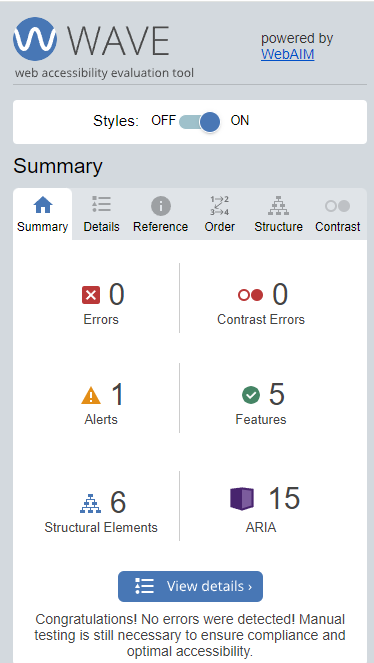 WAVE
web accessibility evaluation tool
powered by
WebAIM
Styles: OFF ON
Summary
Summary Details Reference Order Structure Contrast
0 0
Errors Contrast Errors
1 5
Alerts Features
6 15
Structural Elements ARIA
View details ›
Congratulations! No errors were detected! Manual
testing is still necessary to ensure compliance and
optimal accessibility.